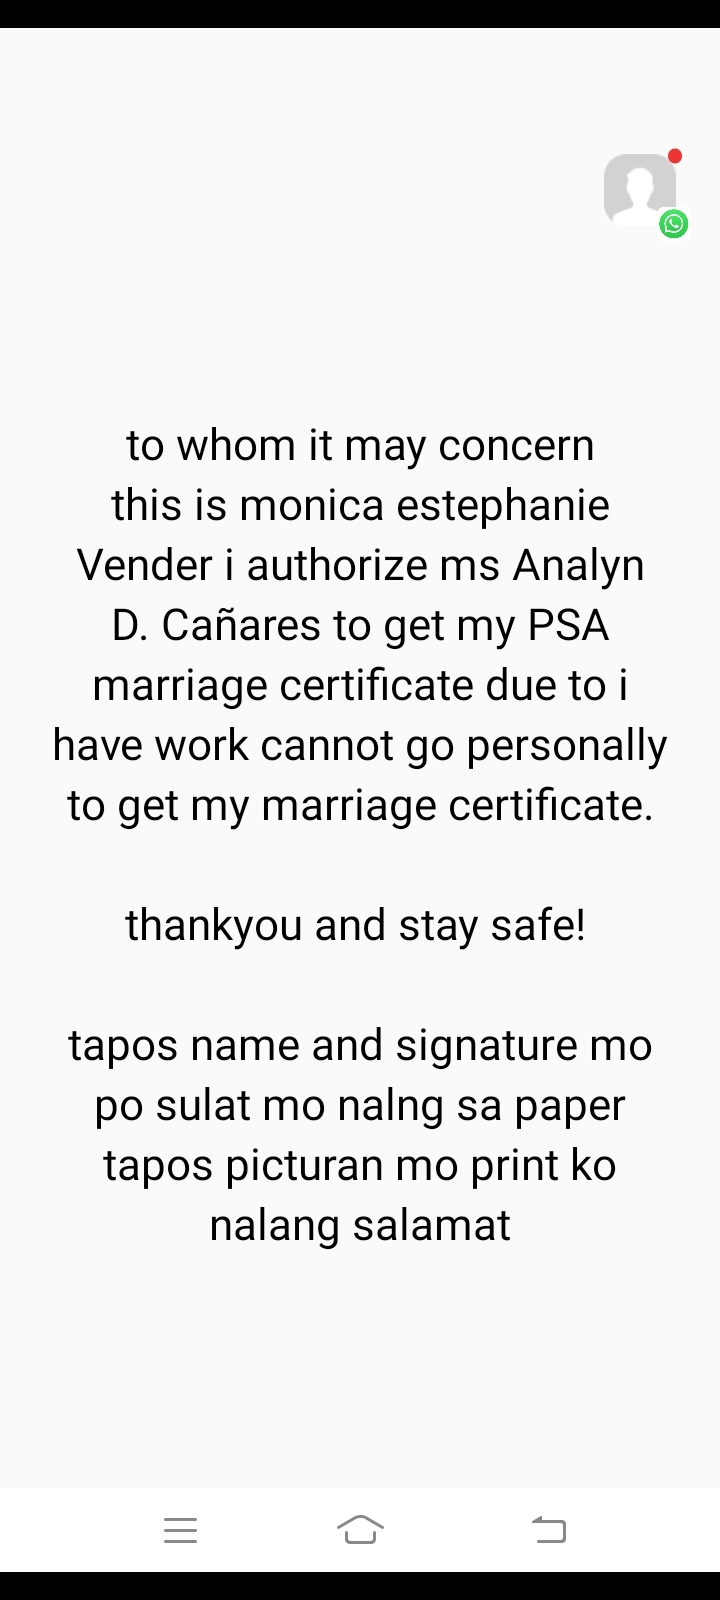 to whom it may concern
this is monica estephanie
Vender i authorize ms Analyn
D. Cañares to get my PSA
marriage certificate due to i
have work cannot go personally
to get my marriage certificate.
thankyou and stay safe!
tapos name and signature mo
po sulat mo nalng sa paper
tapos picturan mo print ko
nalang salamat